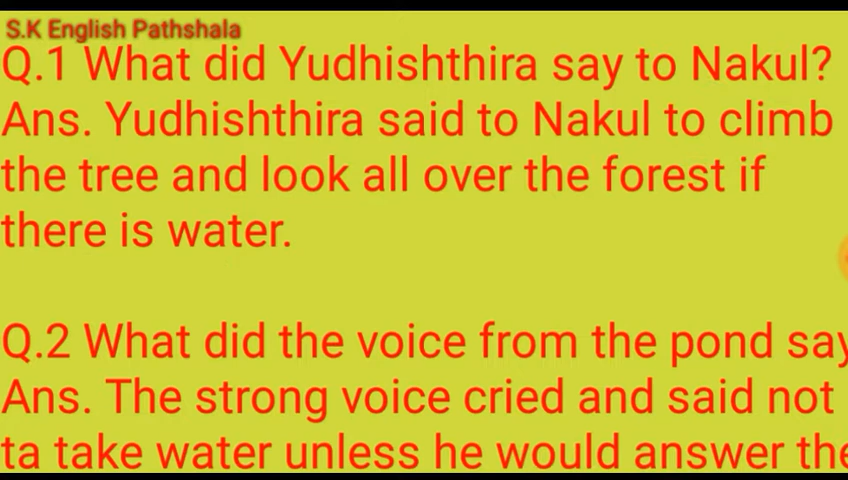 S.K English Pathshala
Q.1 What did Yudhishthira say to Nakul?
Ans. Yudhishthira said to Nakul to climb
the tree and look all over the forest if
there is water.
Q.2 What did the voice from the pond say
Ans. The strong voice cried and said not
ta take water unless he would answer the